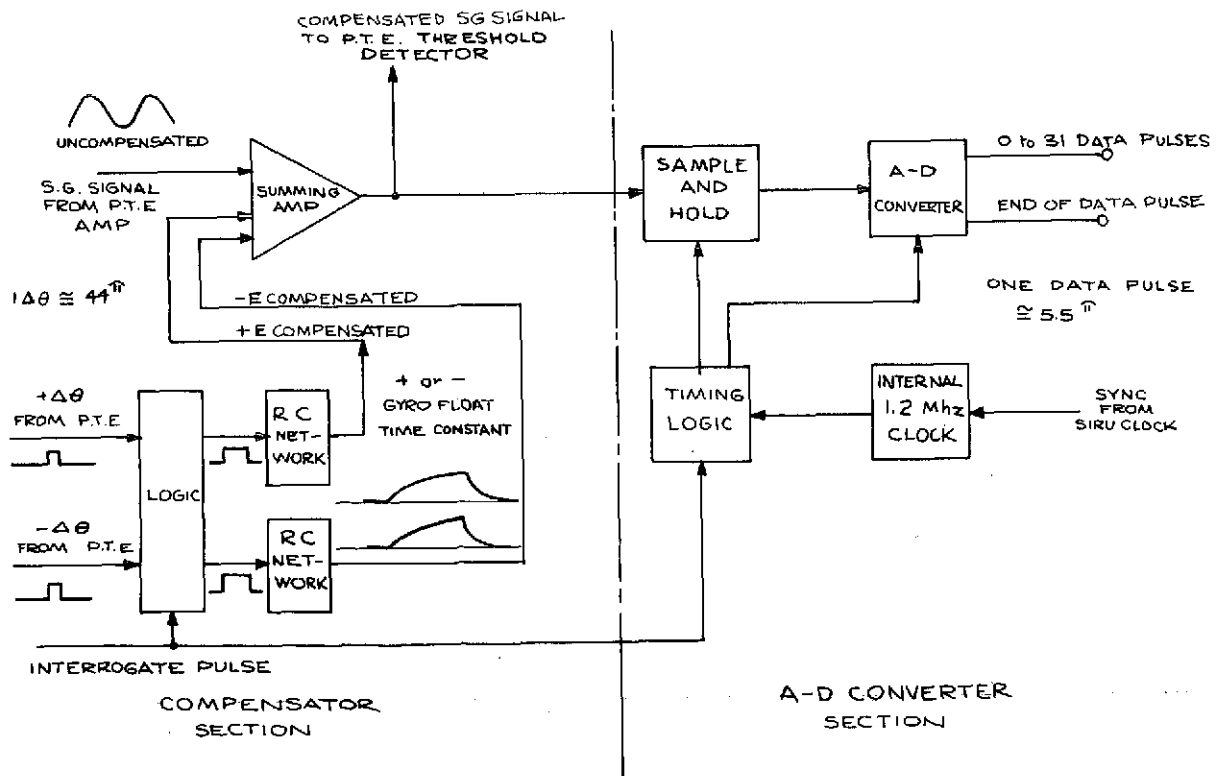 COMPENSATED SG SIGNAL
TO P.T.E. THRESHOLD
DETECTOR
UNCOMPENSATED
S.G. SIGNAL
FROM P.T.E
AMP
SUMMING
AMP
1Δθ ≅ 44 π
-E COMPENSATED
+E COMPENSATED
+ or -
GYRO FLOAT
TIME CONSTANT
+Δθ
FROM P.T.E
LOGIC
RC
NET-
WORK
-Δθ
FROM P.T.E
RC
NET-
WORK
INTERROGATE PULSE
COMPENSATOR
SECTION
SAMPLE
AND
HOLD
A-D
CONVERTER
0 to 31 DATA PULSES
END OF DATA PULSE
ONE DATA PULSE
≅ 5.5 π
TIMING
LOGIC
INTERNAL
1.2 Mhz
CLOCK
SYNC
FROM
SIRU CLOCK
A-D CONVERTER
SECTION